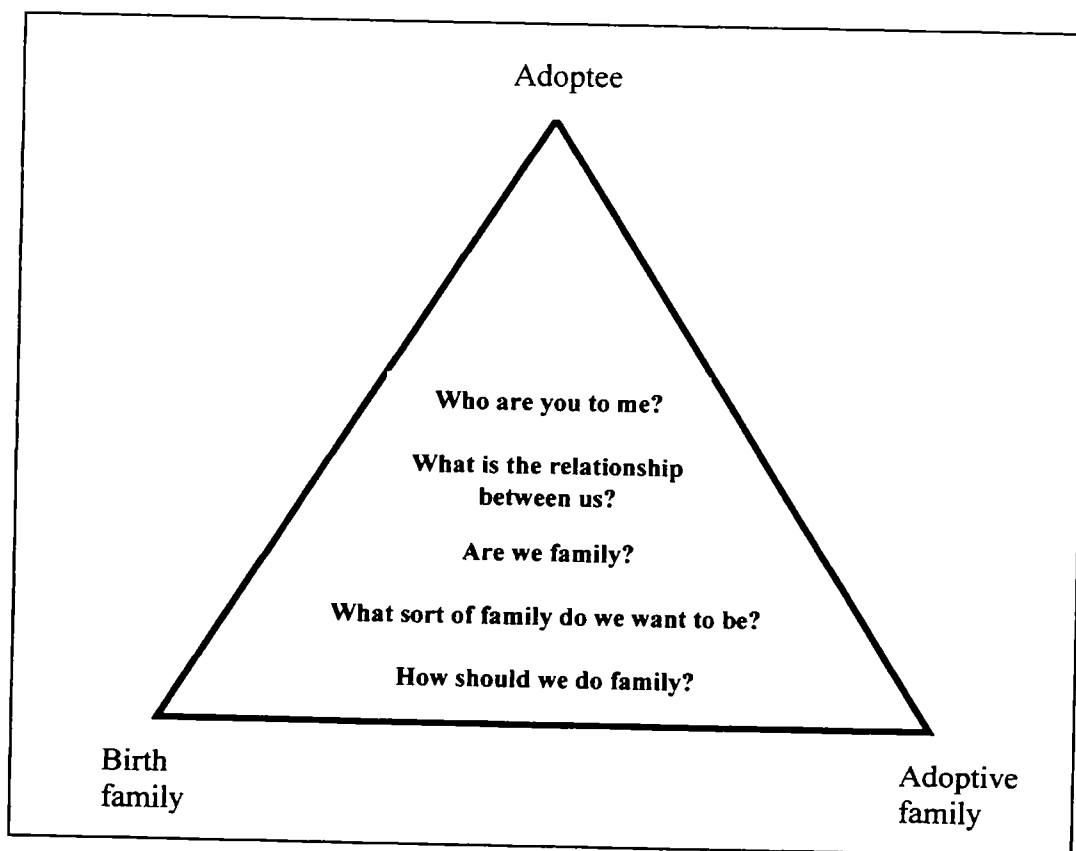 Adoptee
Who are you to me?
What is the relationship
between us?
Are we family?
What sort of family do we want to be?
How should we do family?
Birth
family
Adoptive
family